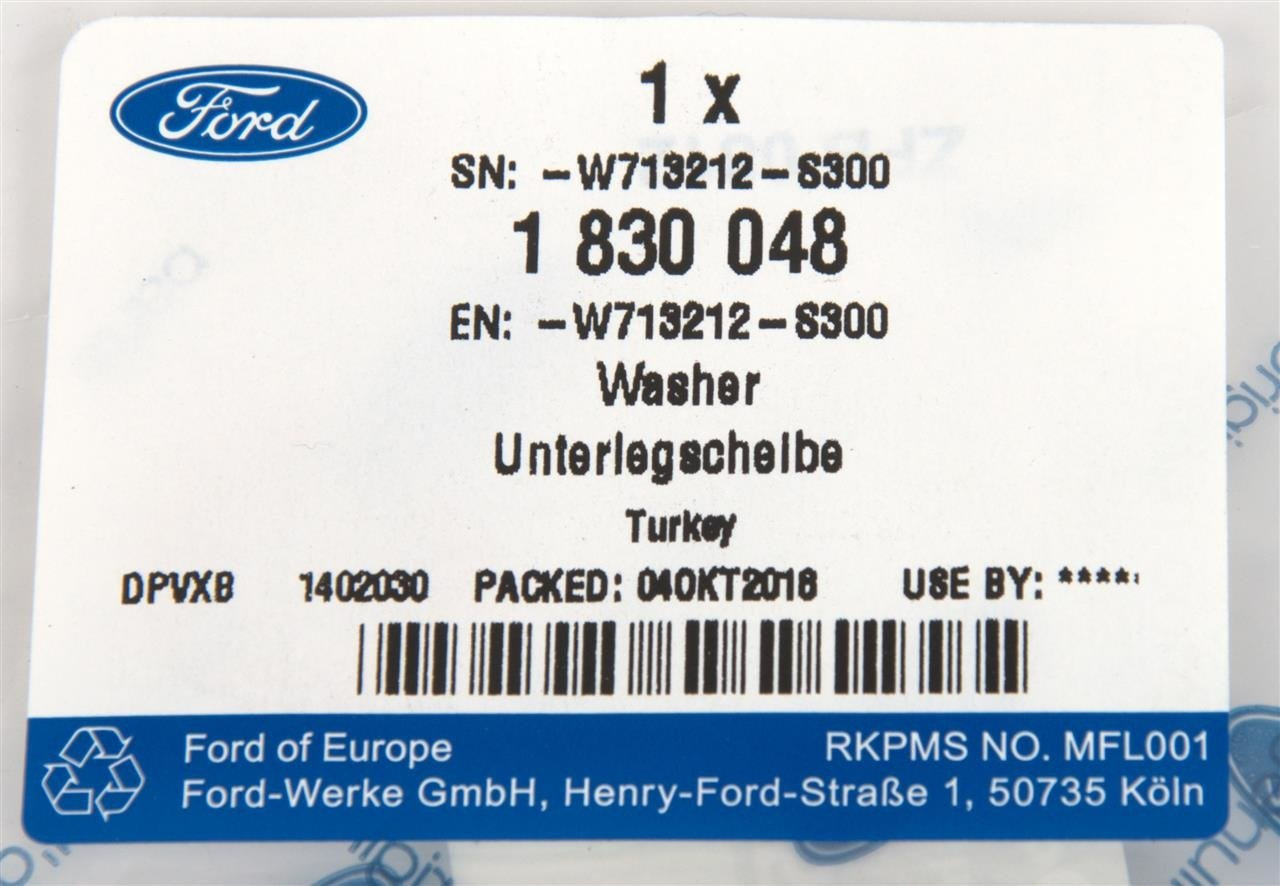 Ford
1 x
SN: -W713212-S300
1 830 048
EN: -W713212-S300
Washer
Unterlegscheibe
Turkey
DPVXB 1402030 PACKED: 04OKT2016 USE BY: ****
Ford of Europe RKPMS NO. MFL001
Ford-Werke GmbH, Henry-Ford-Straße 1, 50735 Köln